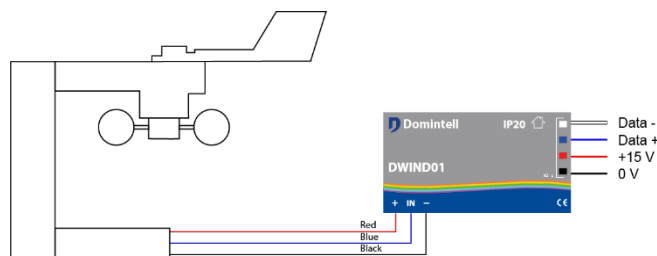 Domintell IP20
Data -
Data +
DWIND01
+15 V
0 V
+ IN - CE
Red
Blue
Black